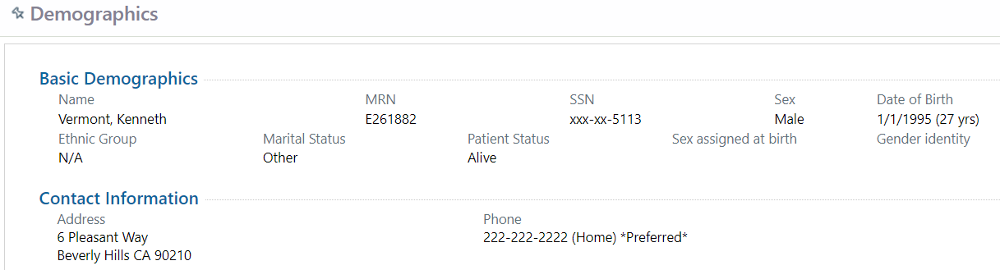 Demographics
Basic Demographics
Name MRN SSN Sex Date of Birth
Vermont, Kenneth E261882 xxx-xx-5113 Male 1/1/1995 (27 yrs)
Ethnic Group Marital Status Patient Status Sex assigned at birth Gender identity
N/A Other Alive
Contact Information
Address Phone
6 Pleasant Way 222-222-2222 (Home) *Preferred*
Beverly Hills CA 90210